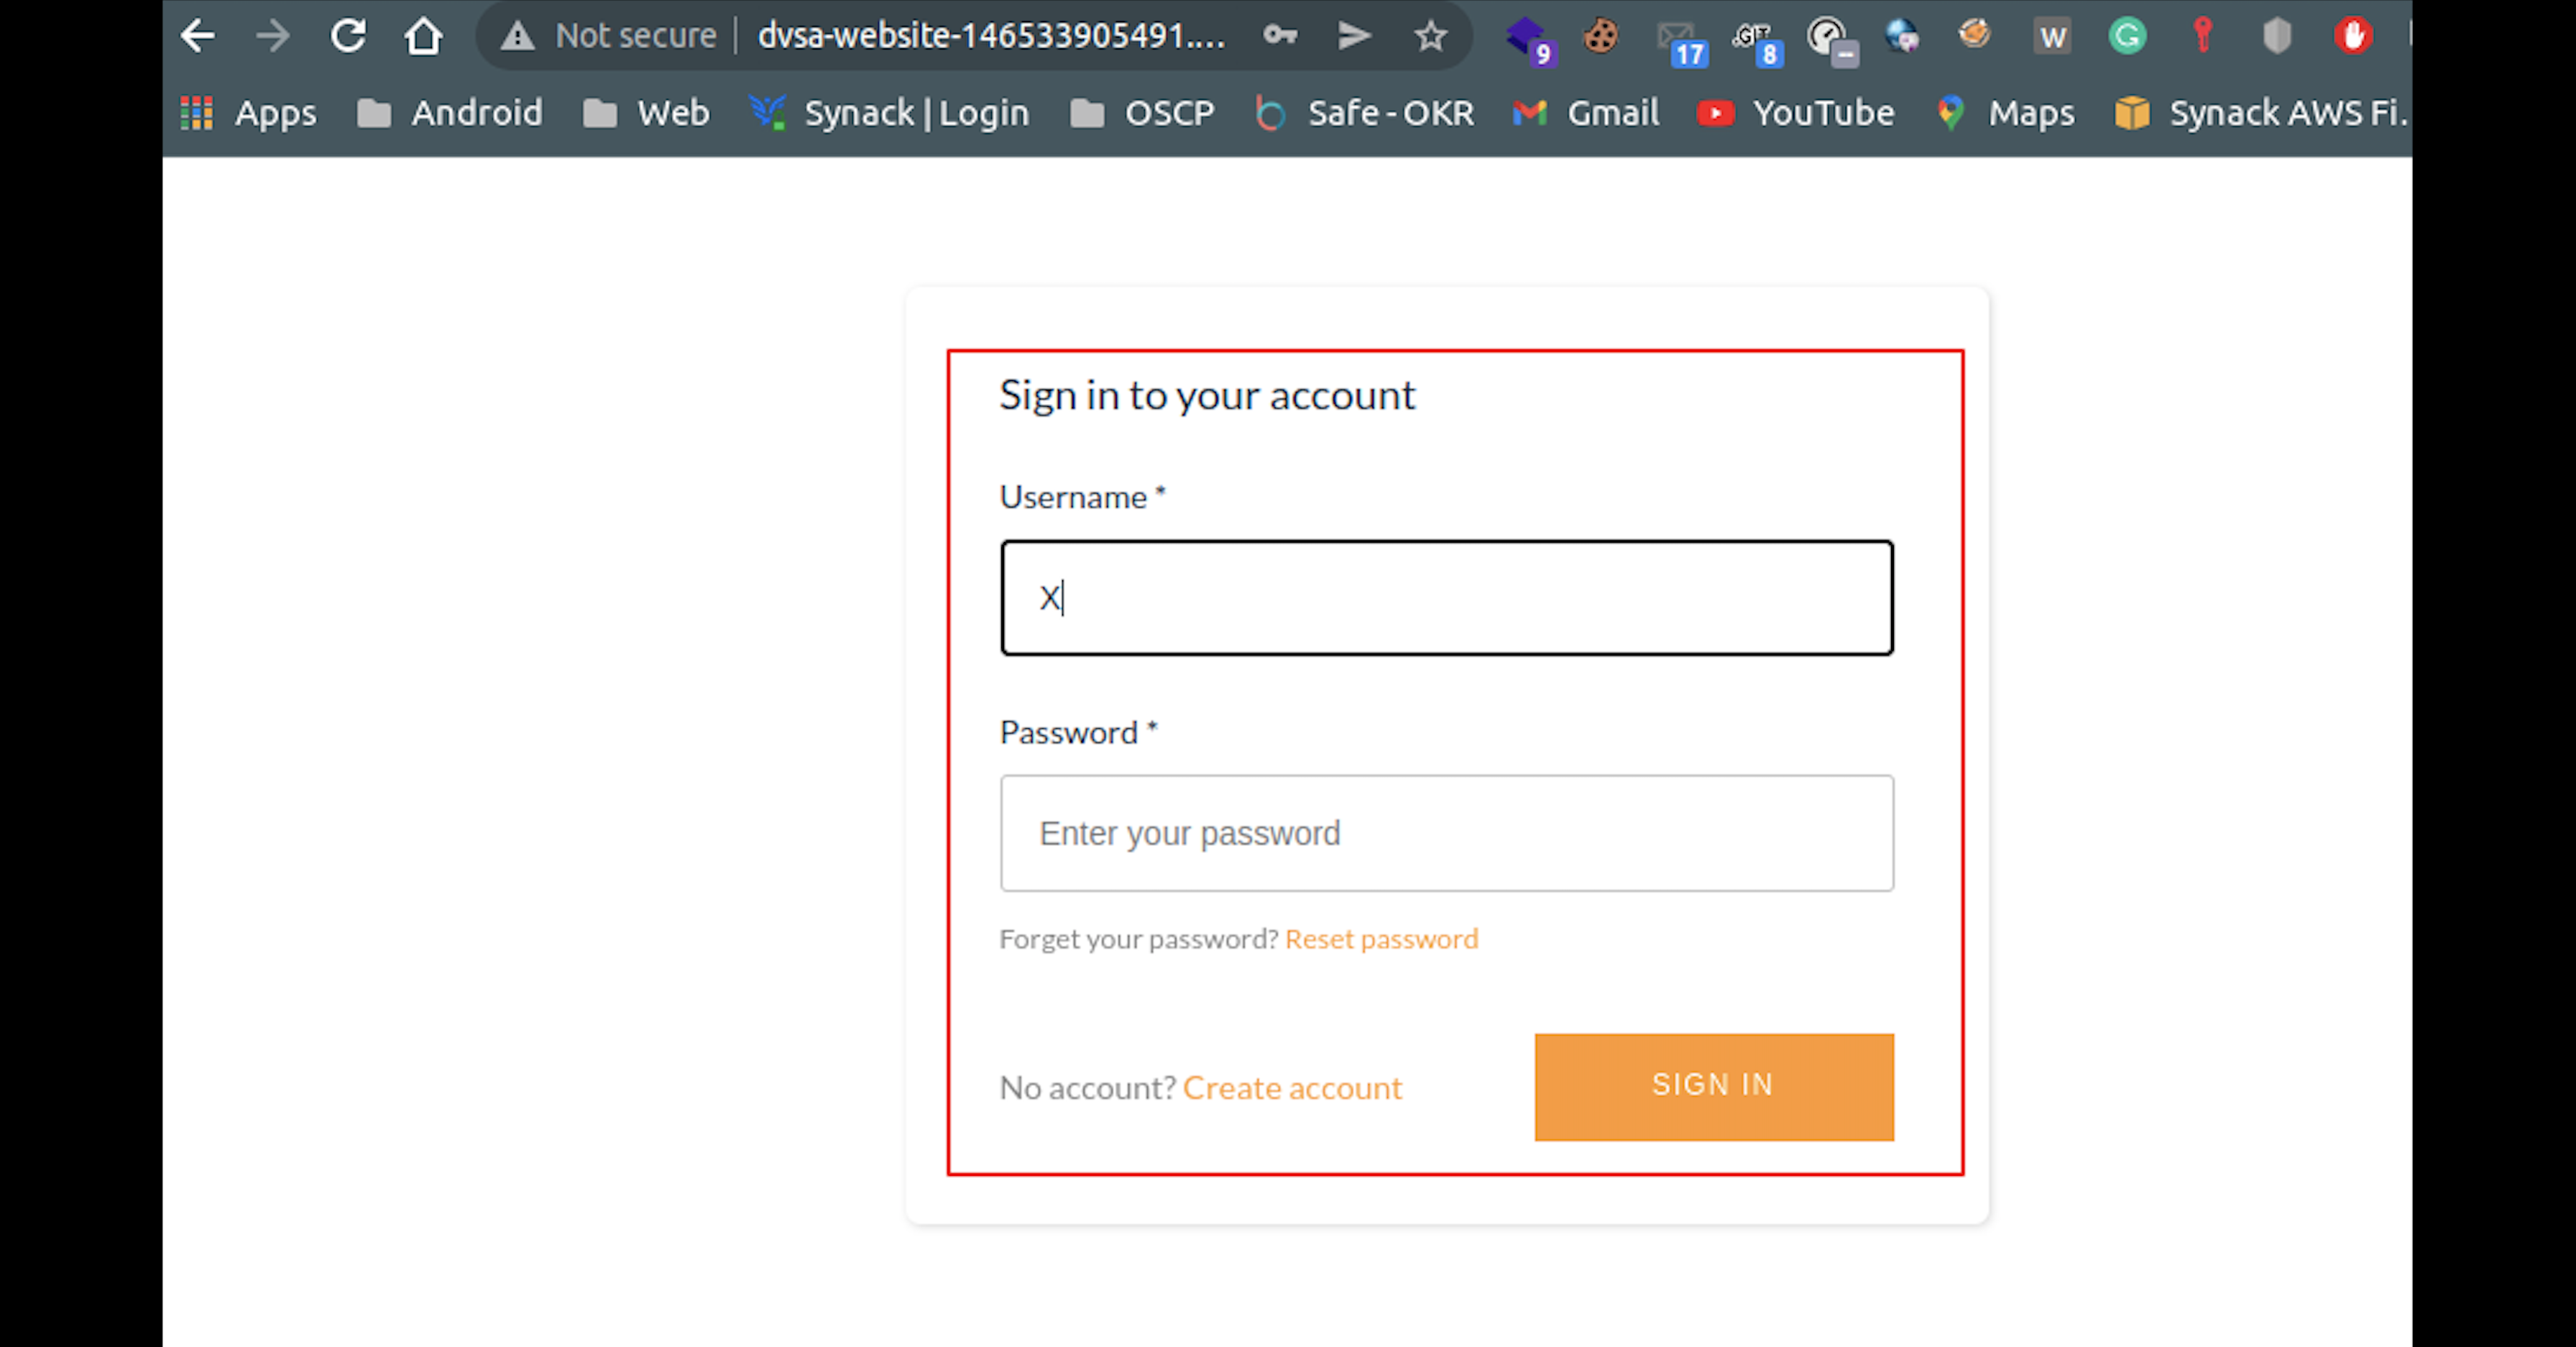 Not secure | dvsa-website-146533905491....
9 17 .GIT 8 W G
Apps Android Web Synack | Login OSCP Safe - OKR Gmail YouTube Maps Synack AWS Fi.
Sign in to your account
Username *
X
Password *
Enter your password
Forget your password? Reset password
No account? Create account
SIGN IN